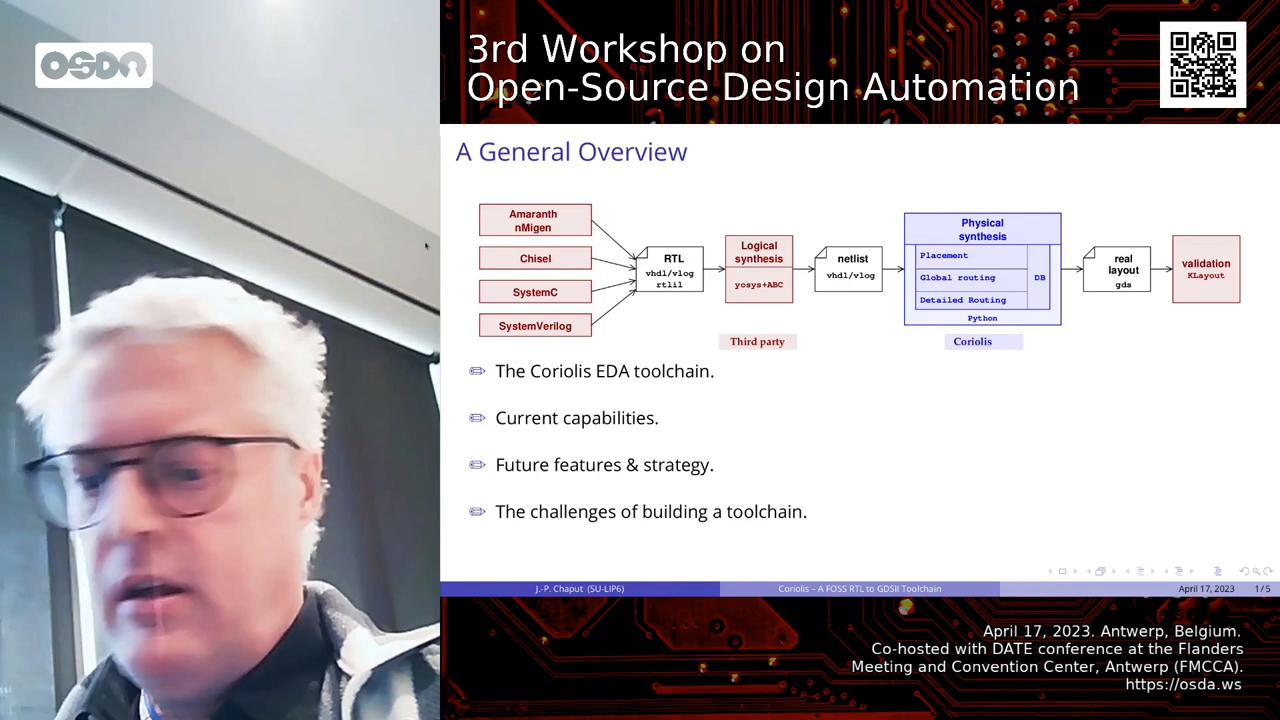 OSDA
3rd Workshop on
Open-Source Design Automation
A General Overview
Amaranth
nMigen
Chisel
SystemC
SystemVerilog
RTL
vhdl/vlog
rtlil
Logical
synthesis
yosys+ABC
netlist
vhdl/vlog
Physical
synthesis
Placement
Global routing
Detailed Routing
DB
Python
real
layout
gds
validation
KLayout
Third party
Coriolis
The Coriolis EDA toolchain.
Current capabilities.
Future features & strategy.
The challenges of building a toolchain.
J.-P. Chaput (SU-LIP6)
Coriolis – A FOSS RTL to GDSII Toolchain
April 17, 2023
1/5
April 17, 2023. Antwerp, Belgium.
Co-hosted with DATE conference at the Flanders
Meeting and Convention Center, Antwerp (FMCCA).
https://osda.ws